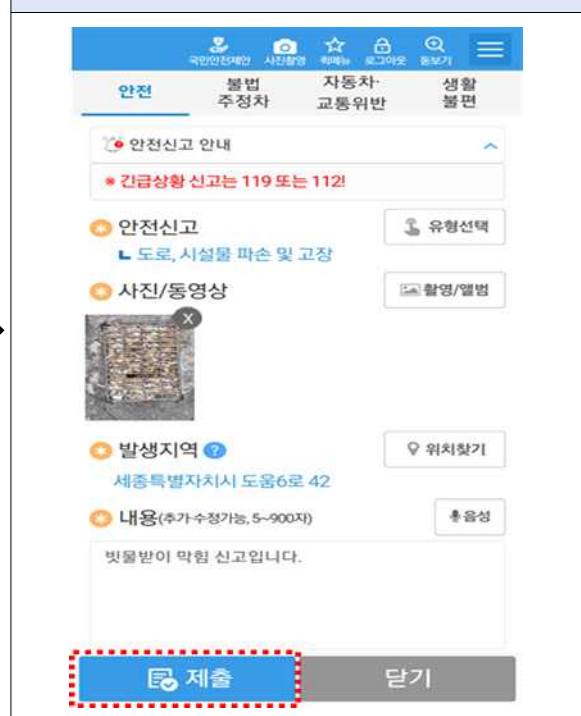 국민안전제안 사진촬영 퀵메뉴 로그아웃 돋보기
안전 불법 주정차 자동차· 교통위반 생활 불편
안전신고 안내
※ 긴급상황 신고는 119 또는 112!
안전신고 유형선택
ㄴ 도로, 시설물 파손 및 고장
사진/동영상 촬영/앨범
X
발생지역 ? 위치찾기
세종특별자치시 도움6로 42
내용(추가·수정가능, 5~900자) 음성
빗물받이 막힘 신고입니다.
제출 닫기